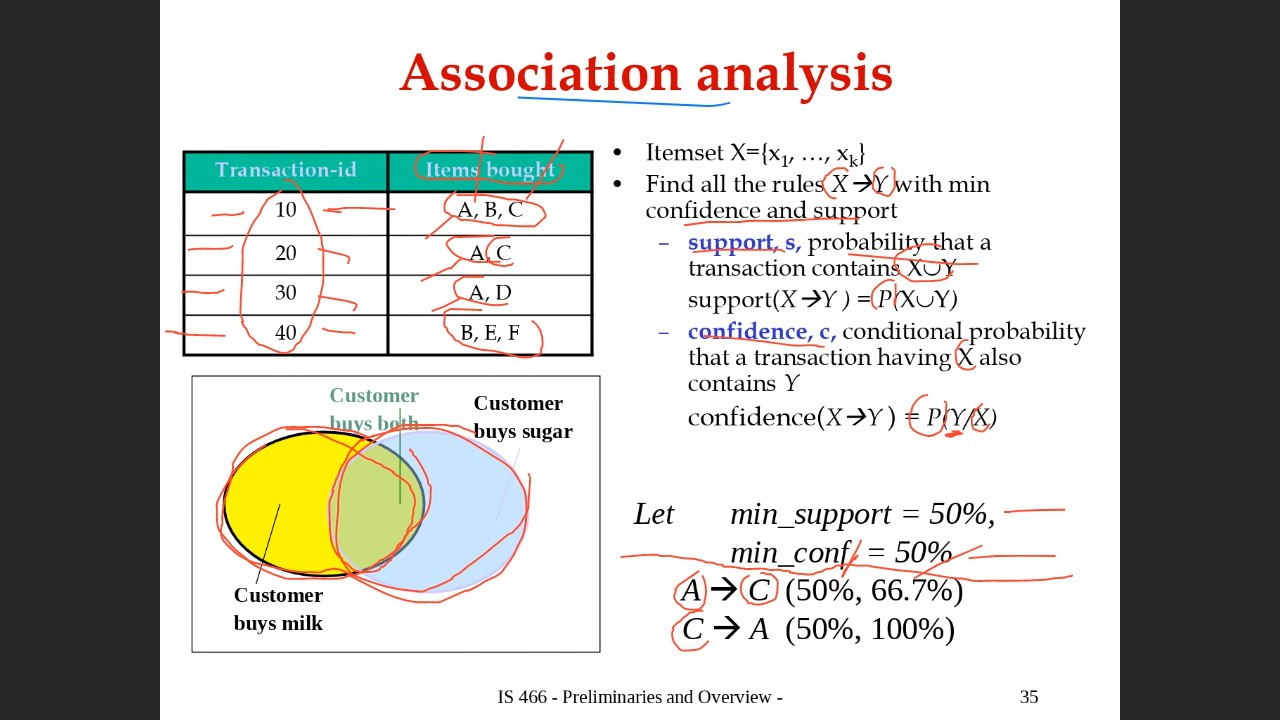 Association analysis
Transaction-id Items bought
10 A, B, C
20 A, C
30 A, D
40 B, E, F
Customer
buys both
Customer
buys sugar
Customer
buys milk
• Itemset X={x1, …, xk}
• Find all the rules X→Y with min
confidence and support
– support, s, probability that a
transaction contains X∪Y
support(X→Y ) = P(X∪Y)
– confidence, c, conditional probability
that a transaction having X also
contains Y
confidence(X→Y ) = P(Y/X)
Let min_support = 50%,
min_conf = 50%
A → C (50%, 66.7%)
C → A (50%, 100%)
IS 466 - Preliminaries and Overview -
35